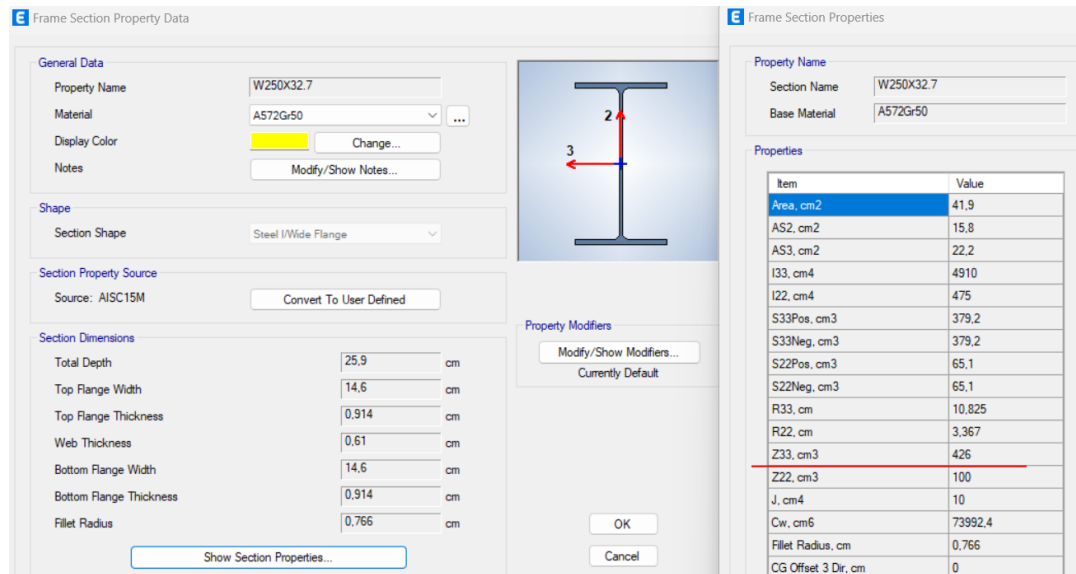 E Frame Section Property Data
General Data
Property Name W250X32.7
Material A572Gr50 ...
Display Color Change...
Notes Modify/Show Notes...
Shape
Section Shape Steel I/Wide Flange
Section Property Source
Source: AISC15M Convert To User Defined
Section Dimensions
Total Depth 25,9 cm
Top Flange Width 14,6 cm
Top Flange Thickness 0,914 cm
Web Thickness 0,61 cm
Bottom Flange Width 14,6 cm
Bottom Flange Thickness 0,914 cm
Fillet Radius 0,766 cm
Show Section Properties...
2
3
Property Modifiers
Modify/Show Modifiers...
Currently Default
OK
Cancel
E Frame Section Properties
Property Name
Section Name W250X32.7
Base Material A572Gr50
Properties
Item Value
Area, cm2 41,9
AS2, cm2 15,8
AS3, cm2 22,2
I33, cm4 4910
I22, cm4 475
S33Pos, cm3 379,2
S33Neg, cm3 379,2
S22Pos, cm3 65,1
S22Neg, cm3 65,1
R33, cm 10,825
R22, cm 3,367
Z33, cm3 426
Z22, cm3 100
J, cm4 10
Cw, cm6 73992,4
Fillet Radius, cm 0,766
CG Offset 3 Dir, cm 0